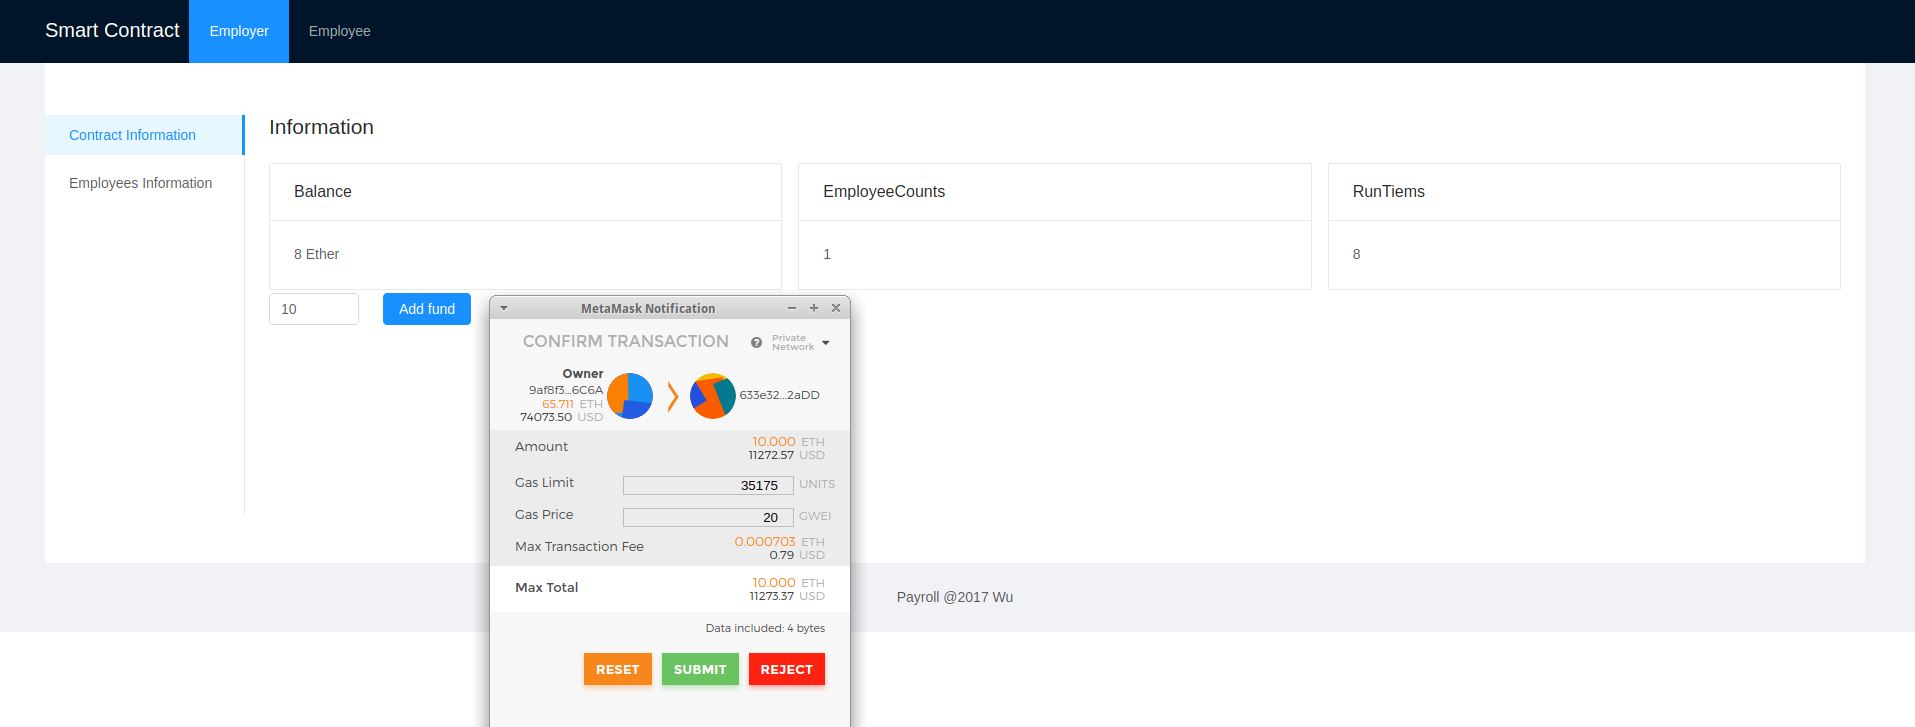 Smart Contract Employer Employee
Contract Information
Employees Information
Information
Balance EmployeeCounts RunTiems
8 Ether 1 8
10 Add fund
MetaMask Notification
CONFIRM TRANSACTION ? Private
Network
Owner
9af8f3...6C6A
65.711 ETH
74073.50 USD
633e32...2aDD
Amount 10.000 ETH
11272.57 USD
Gas Limit 35175 UNITS
Gas Price 20 GWEI
Max Transaction Fee 0.000703 ETH
0.79 USD
Max Total 10.000 ETH
11273.37 USD
Data included: 4 bytes
RESET SUBMIT REJECT
Payroll @2017 Wu